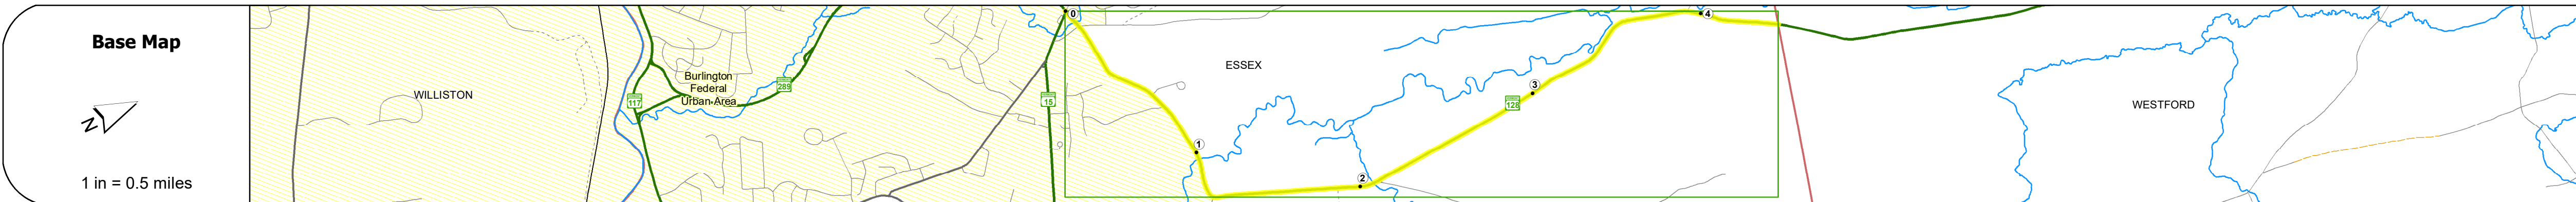 Base Map
N
1 in = 0.5 miles
WILLISTON
117
Burlington
Federal
Urban Area
289
15
0
ESSEX
1
2
3
128
4
WESTFORD